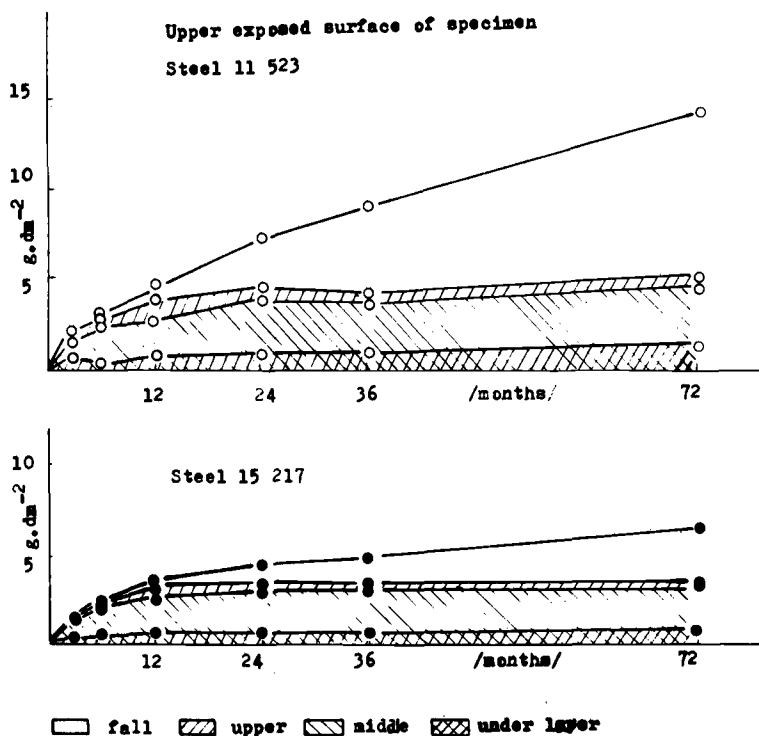 Upper exposed surface of specimen
Steel 11 523
15
10
5 g.dm-2
12 24 36 /months/ 72
10
Steel 15 217
5 g.dm-2
12 24 36 /months/ 72
fall upper middle under layer